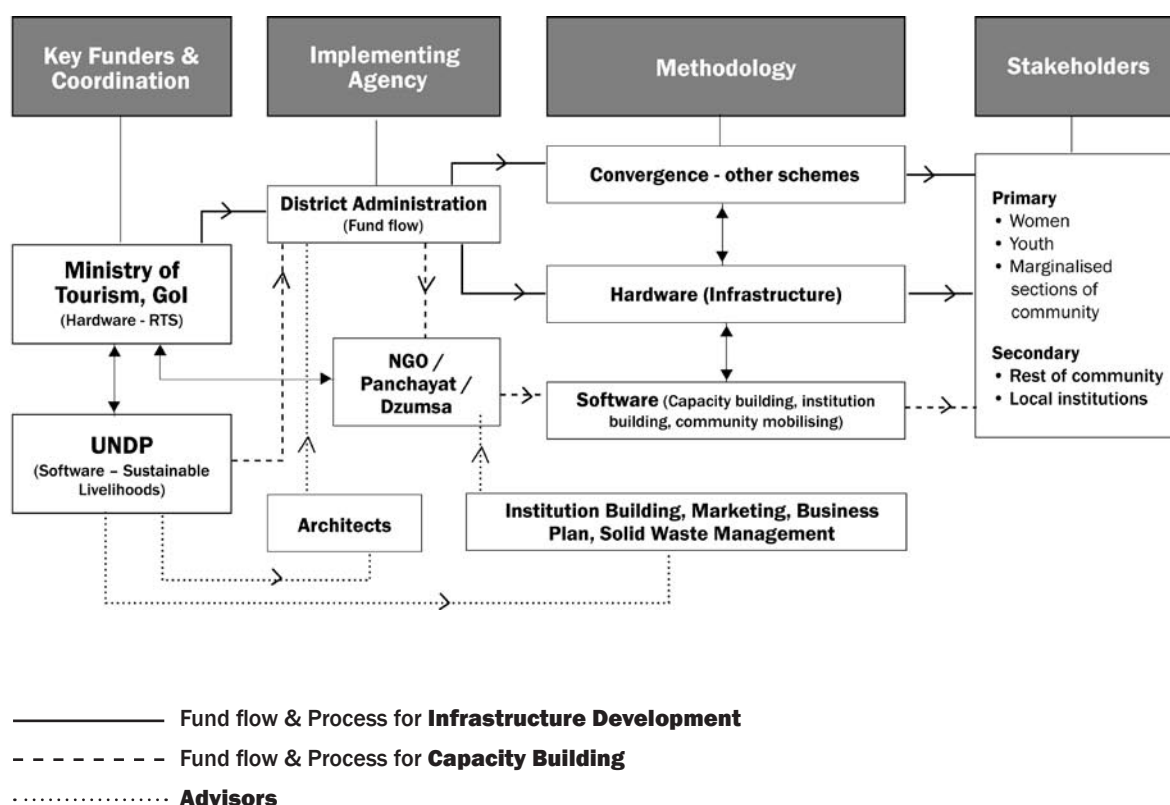 Key Funders &
Coordination
Implementing
Agency
Methodology
Stakeholders
Convergence - other schemes
District Administration
(Fund flow)
Primary
• Women
• Youth
• Marginalised
sections of
community
Secondary
• Rest of community
• Local institutions
Ministry of
Tourism, GoI
(Hardware - RTS)
Hardware (Infrastructure)
NGO /
Panchayat /
Dzumsa
Software (Capacity building, institution
building, community mobilising)
UNDP
(Software – Sustainable
Livelihoods)
Architects
Institution Building, Marketing, Business
Plan, Solid Waste Management
Fund flow & Process for Infrastructure Development
Fund flow & Process for Capacity Building
Advisors